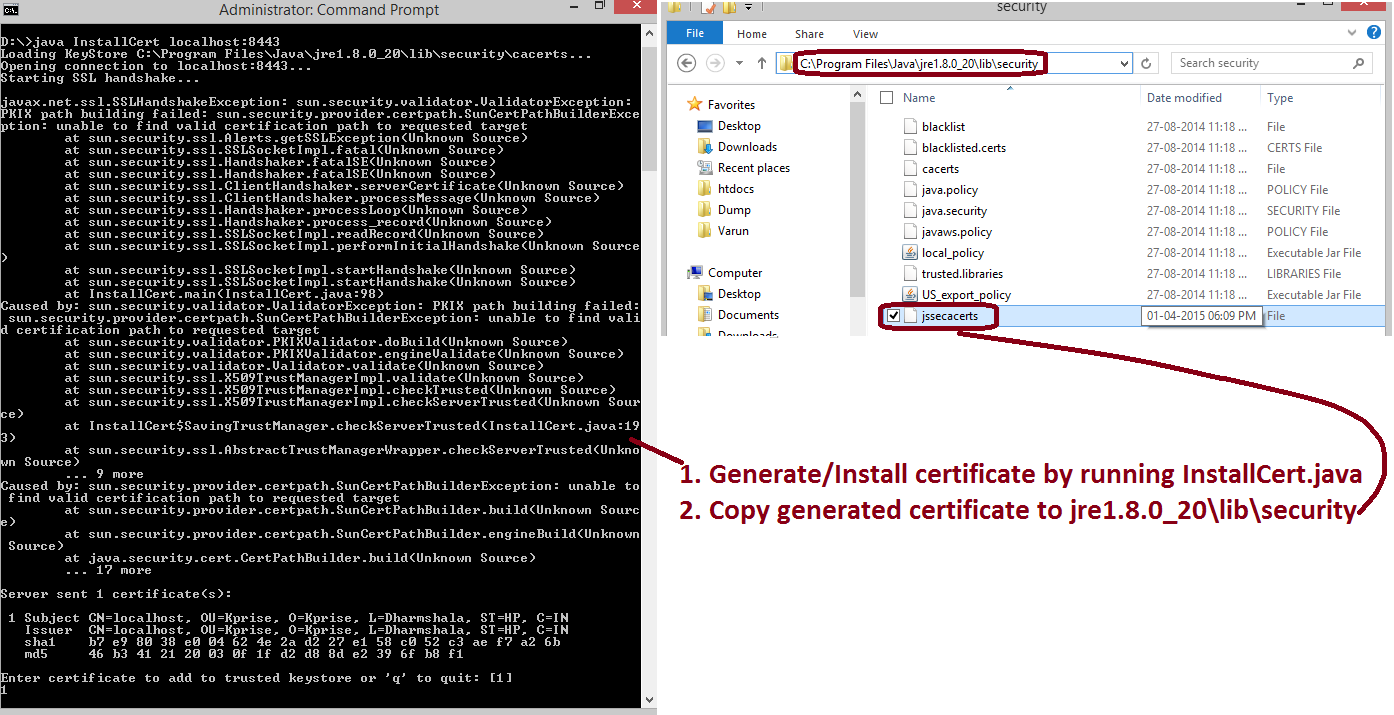 Administrator: Command Prompt
D:\>java InstallCert localhost:8443
Loading KeyStore C:\Program Files\Java\jre1.8.0_20\lib\security\cacerts...
Opening connection to localhost:8443...
Starting SSL handshake...
javax.net.ssl.SSLHandshakeException: sun.security.validator.ValidatorException:
PKIX path building failed: sun.security.provider.certpath.SunCertPathBuilderExce
ption: unable to find valid certification path to requested target
at sun.security.ssl.Alerts.getSSLException(Unknown Source)
at sun.security.ssl.SSLSocketImpl.fatal(Unknown Source)
at sun.security.ssl.Handshaker.fatalSE(Unknown Source)
at sun.security.ssl.Handshaker.fatalSE(Unknown Source)
at sun.security.ssl.ClientHandshaker.serverCertificate(Unknown Source)
at sun.security.ssl.ClientHandshaker.processMessage(Unknown Source)
at sun.security.ssl.Handshaker.processLoop(Unknown Source)
at sun.security.ssl.Handshaker.process_record(Unknown Source)
at sun.security.ssl.SSLSocketImpl.readRecord(Unknown Source)
at sun.security.ssl.SSLSocketImpl.performInitialHandshake(Unknown Source
)
at sun.security.ssl.SSLSocketImpl.startHandshake(Unknown Source)
at sun.security.ssl.SSLSocketImpl.startHandshake(Unknown Source)
at InstallCert.main(InstallCert.java:98)
Caused by: sun.security.validator.ValidatorException: PKIX path building failed:
sun.security.provider.certpath.SunCertPathBuilderException: unable to find vali
d certification path to requested target
at sun.security.validator.PKIXValidator.doBuild(Unknown Source)
at sun.security.validator.PKIXValidator.engineValidate(Unknown Source)
at sun.security.validator.Validator.validate(Unknown Source)
at sun.security.ssl.X509TrustManagerImpl.validate(Unknown Source)
at sun.security.ssl.X509TrustManagerImpl.checkTrusted(Unknown Source)
at sun.security.ssl.X509TrustManagerImpl.checkServerTrusted(Unknown Sour
ce)
at InstallCert$SavingTrustManager.checkServerTrusted(InstallCert.java:19
3)
at sun.security.ssl.AbstractTrustManagerWrapper.checkServerTrusted(Unkno
wn Source)
... 9 more
Caused by: sun.security.provider.certpath.SunCertPathBuilderException: unable to
find valid certification path to requested target
at sun.security.provider.certpath.SunCertPathBuilder.build(Unknown Sourc
e)
at sun.security.provider.certpath.SunCertPathBuilder.engineBuild(Unknown
Source)
at java.security.cert.CertPathBuilder.build(Unknown Source)
... 17 more
Server sent 1 certificate(s):
1 Subject CN=localhost, OU=Kprise, O=Kprise, L=Dharmshala, ST=HP, C=IN
Issuer CN=localhost, OU=Kprise, O=Kprise, L=Dharmshala, ST=HP, C=IN
sha1 b7 e9 80 38 e0 04 62 4e 2a d2 27 e1 58 c0 52 c3 ae f7 a2 6b
md5 46 b3 41 21 20 03 0f 1f d2 d8 8d e2 39 6f b8 f1
Enter certificate to add to trusted keystore or 'q' to quit: [1]
1
security
File Home Share View
C:\Program Files\Java\jre1.8.0_20\lib\security
Search security
Favorites
Desktop
Downloads
Recent places
htdocs
Dump
Varun
Computer
Desktop
Documents
Downloads
Name Date modified Type
blacklist 27-08-2014 11:18 ... File
blacklisted.certs 27-08-2014 11:18 ... CERTS File
cacerts 27-08-2014 11:18 ... File
java.policy 27-08-2014 11:18 ... POLICY File
java.security 27-08-2014 11:18 ... SECURITY File
javaws.policy 27-08-2014 11:18 ... POLICY File
local_policy 27-08-2014 11:18 ... Executable Jar File
trusted.libraries 27-08-2014 11:18 ... LIBRARIES File
US_export_policy 27-08-2014 11:18 ... Executable Jar File
jssecacerts 01-04-2015 06:09 PM File
1. Generate/Install certificate by running InstallCert.java
2. Copy generated certificate to jre1.8.0_20\lib\security